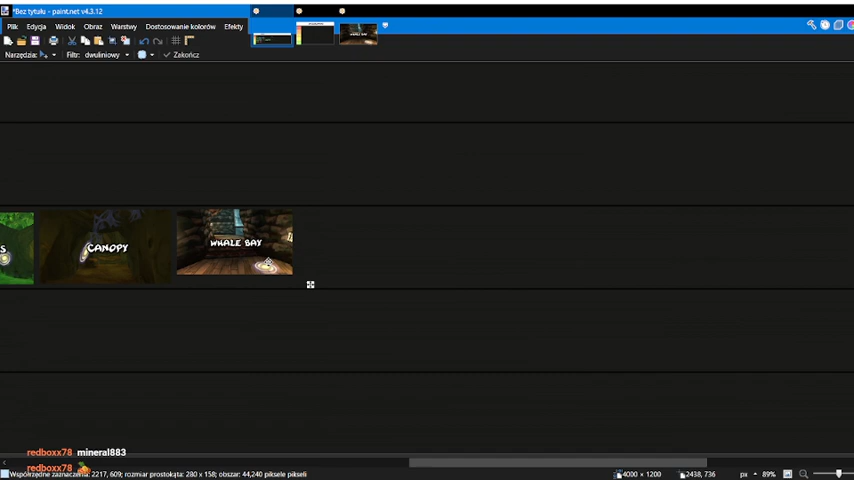 *Bez tytułu - paint.net v4.3.12
Plik Edycja Widok Obraz Warstwy Dostosowanie kolorów Efekty
Narzędzia: Filtr: dwuliniowy Zakończ
S
CANOPY
WHALE BAY
redboxx78 mineral883
redboxx78
Współrzędne zaznaczenia: 2217, 609; rozmiar prostokąta: 280 x 158; obszar: 44,240 piksele pikseli
4000 × 1200 2438, 736 px 89%